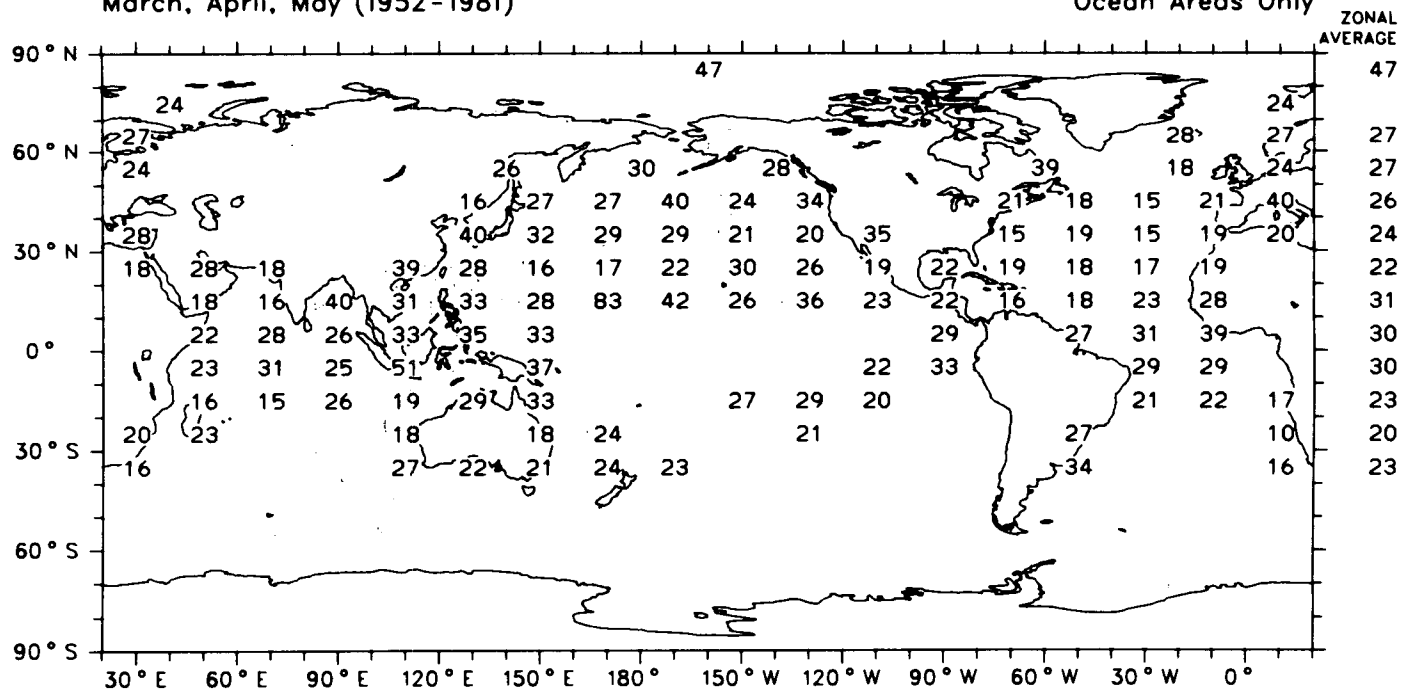 March, April, May (1952-1981) Ocean Areas Only
ZONAL
AVERAGE
90° N
47 47
24 24
27 28 27 27
60° N
24 26 30 28 39 18 24 27
16 27 27 40 24 34 21 18 15 21 40 26
28 40 32 29 29 21 20 35 15 19 15 19 20 24
30° N
18 28 18 39 28 16 17 22 30 26 19 22 19 18 17 19 22
18 16 40 31 33 28 83 42 26 36 23 22 16 18 23 28 31
22 28 26 33 35 33 29 27 31 39 30
0°
23 31 25 51 37 22 33 29 29 30
16 15 26 19 29 33 27 29 20 21 22 17 23
20 23 18 18 24 21 27 10 20
30° S
16 27 22 21 24 23 34 16 23
60° S
90° S
30° E 60° E 90° E 120° E 150° E 180° 150° W 120° W 90° W 60° W 30° W 0°